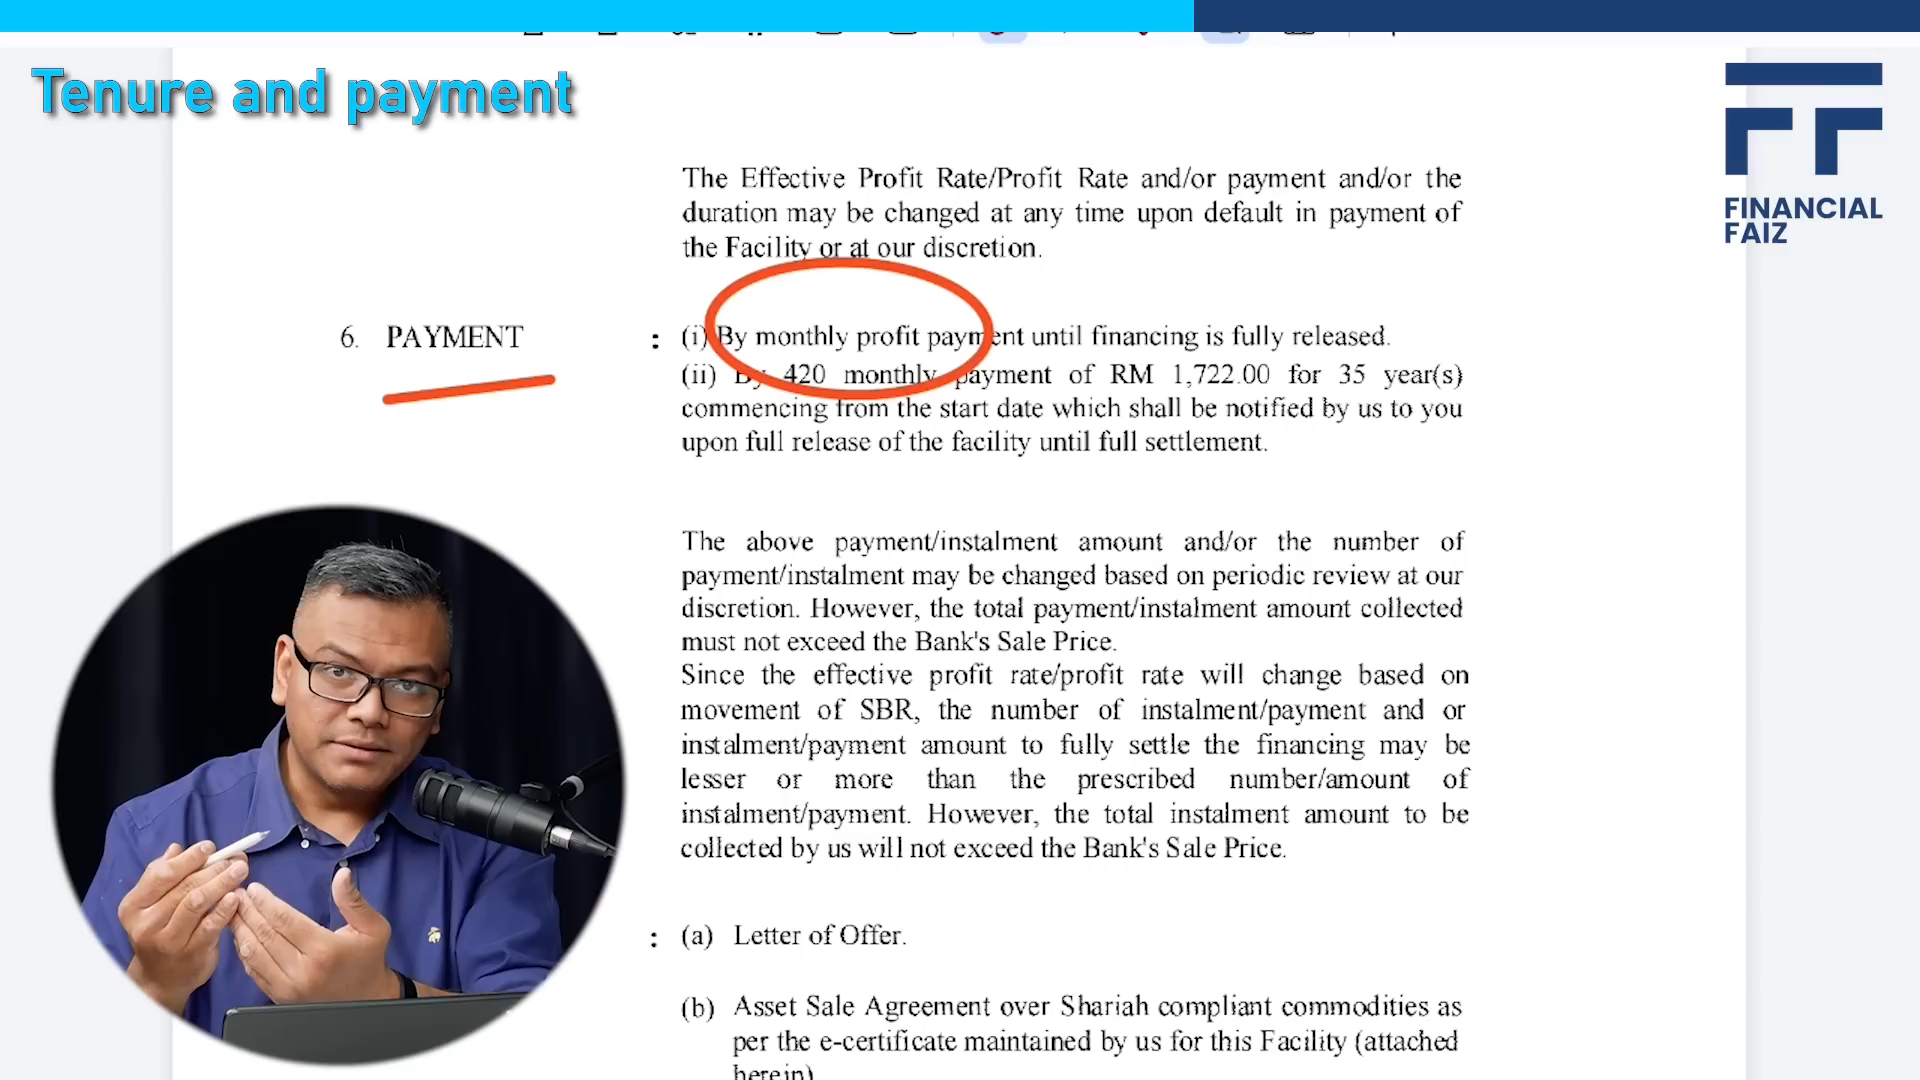 Tenure and payment
FINANCIAL
FAIZ
The Effective Profit Rate/Profit Rate and/or payment and/or the
duration may be changed at any time upon default in payment of
the Facility or at our discretion.
6. PAYMENT : (i) By monthly profit payment until financing is fully released.
(ii) By 420 monthly payment of RM 1,722.00 for 35 year(s)
commencing from the start date which shall be notified by us to you
upon full release of the facility until full settlement.
The above payment/instalment amount and/or the number of
payment/instalment may be changed based on periodic review at our
discretion. However, the total payment/instalment amount collected
must not exceed the Bank's Sale Price.
Since the effective profit rate/profit rate will change based on
movement of SBR, the number of instalment/payment and or
instalment/payment amount to fully settle the financing may be
lesser or more than the prescribed number/amount of
instalment/payment. However, the total instalment amount to be
collected by us will not exceed the Bank's Sale Price.
: (a) Letter of Offer.
(b) Asset Sale Agreement over Shariah compliant commodities as
per the e-certificate maintained by us for this Facility (attached
herein)